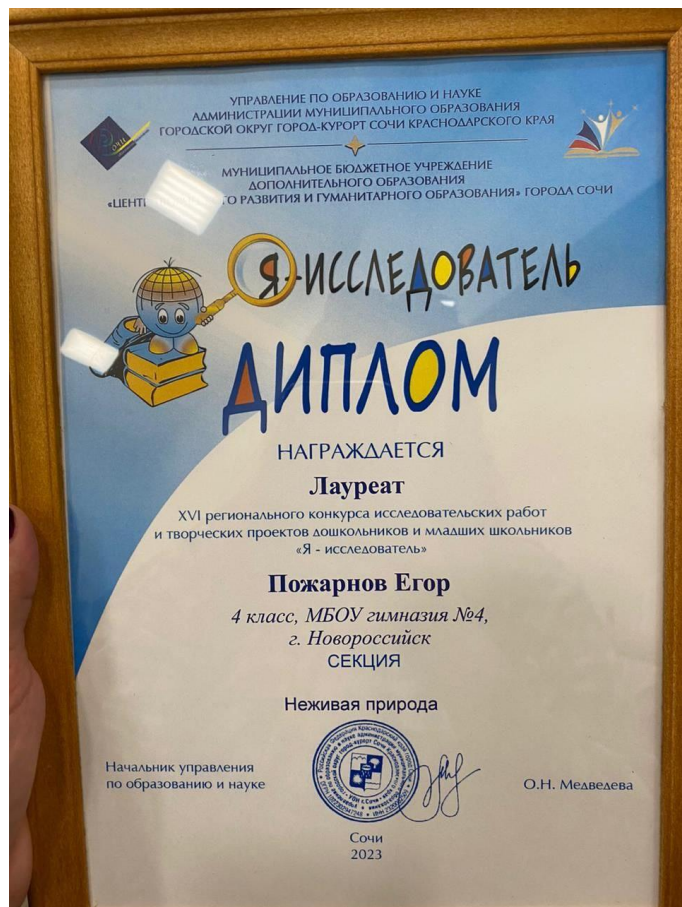 УПРАВЛЕНИЕ ПО ОБРАЗОВАНИЮ И НАУКЕ
АДМИНИСТРАЦИИ МУНИЦИПАЛЬНОГО ОБРАЗОВАНИЯ
ГОРОДСКОЙ ОКРУГ ГОРОД-КУРОРТ СОЧИ КРАСНОДАРСКОГО КРАЯ
МУНИЦИПАЛЬНОЕ БЮДЖЕТНОЕ УЧРЕЖДЕНИЕ
ДОПОЛНИТЕЛЬНОГО ОБРАЗОВАНИЯ
РАЗВИТИЯ И ГУМАНИТАРНОГО ОБРАЗОВАНИЯ» ГОРОДА СОЧИ
Я-ИССЛЕДОВАТЕЛЬ
ДИПЛОМ
НАГРАЖДАЕТСЯ
Лауреат
XVI регионального конкурса исследовательских работ
и творческих проектов дошкольников и младших школьников
«Я - исследователь»
Пожарнов Егор
4 класс, МБОУ гимназия №4,
г. Новороссийск
СЕКЦИЯ
Неживая природа
Начальник управления
по образованию и науке
О.Н. Медведева
Сочи
2023